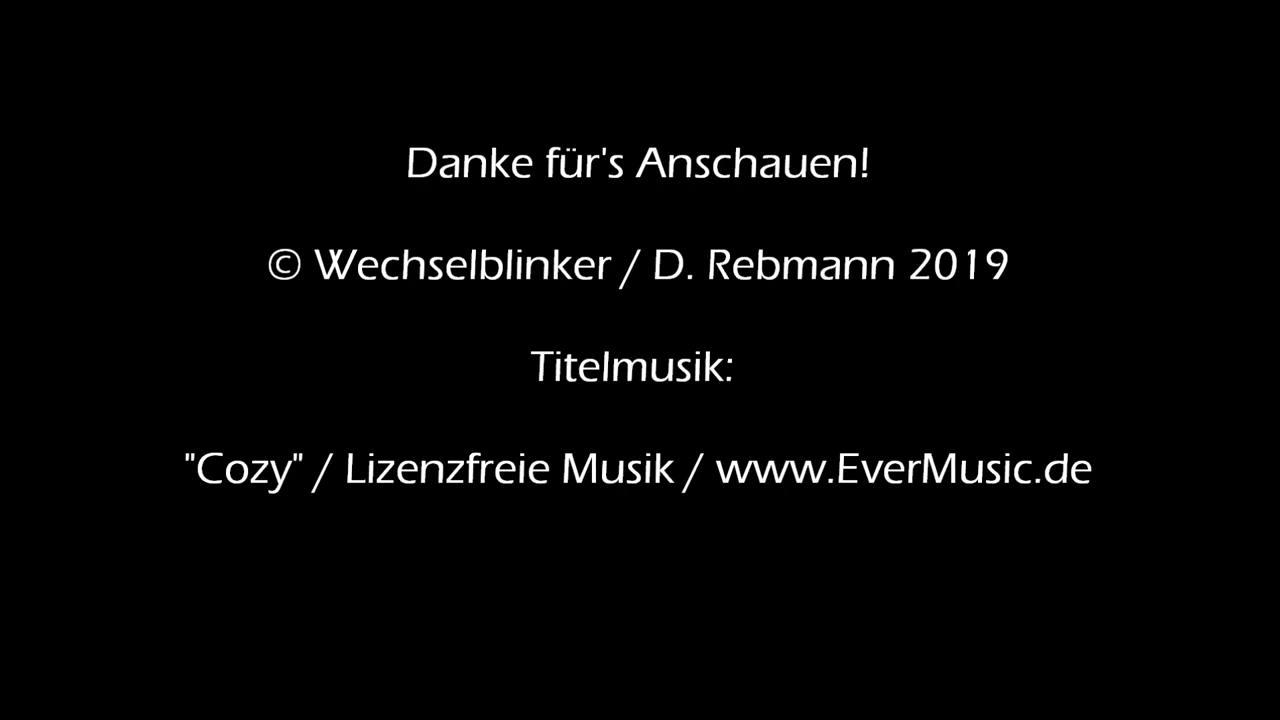 Danke für's Anschauen!
© Wechselblinker / D. Rebmann 2019
Titelmusik:
"Cozy" / Lizenzfreie Musik / www.EverMusic.de